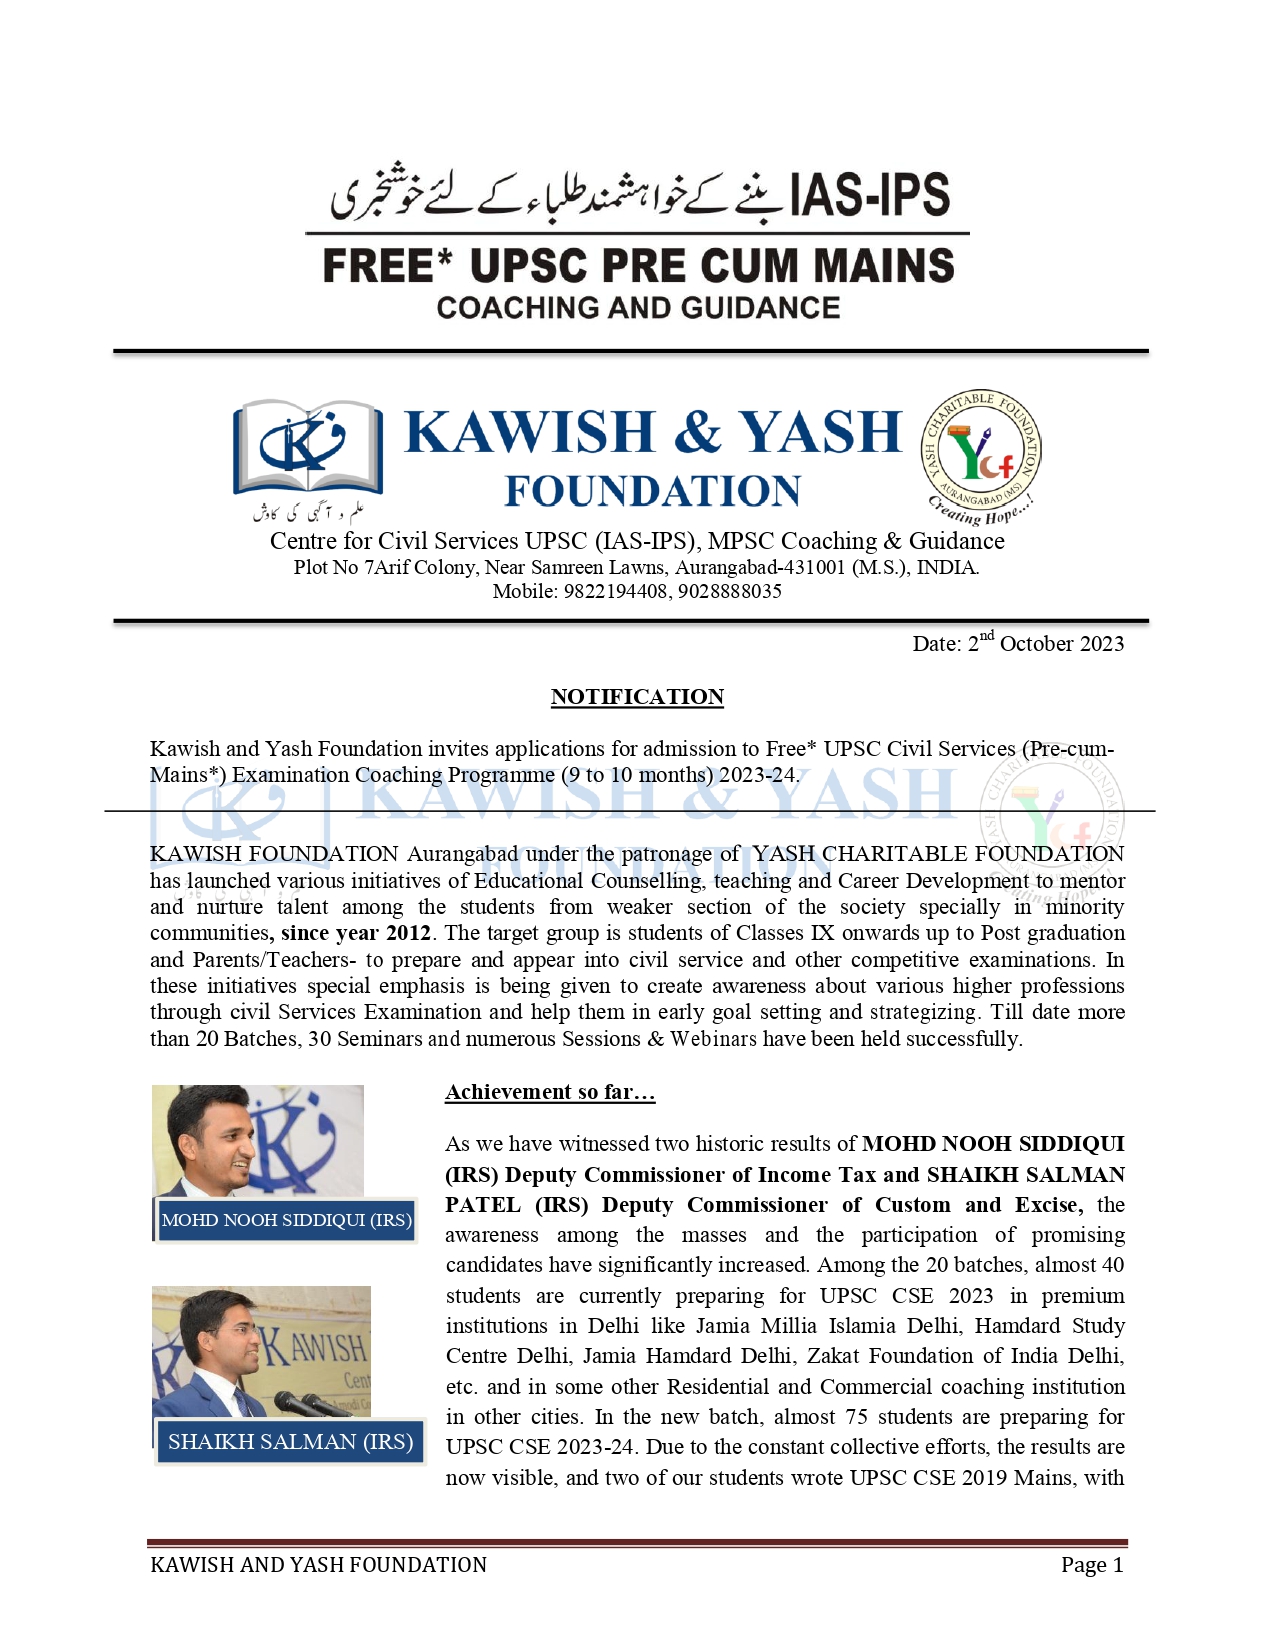 IAS-IPS بننے کے خواہشمند طلباء کے لئے خوشخبری
FREE* UPSC PRE CUM MAINS
COACHING AND GUIDANCE
KAWISH & YASH
FOUNDATION
علم و آگہی کی کاوش
YASH CHARITABLE FOUNDATION
Ycf
AURANGABAD (MS)
Creating Hope...!
Centre for Civil Services UPSC (IAS-IPS), MPSC Coaching & Guidance
Plot No 7Arif Colony, Near Samreen Lawns, Aurangabad-431001 (M.S.), INDIA.
Mobile: 9822194408, 9028888035
Date: 2nd October 2023
NOTIFICATION
Kawish and Yash Foundation invites applications for admission to Free* UPSC Civil Services (Pre-cum-
Mains*) Examination Coaching Programme (9 to 10 months) 2023-24.
KAWISH & YASH
FOUNDATION
KAWISH FOUNDATION Aurangabad under the patronage of YASH CHARITABLE FOUNDATION
has launched various initiatives of Educational Counselling, teaching and Career Development to mentor
and nurture talent among the students from weaker section of the society specially in minority
communities, since year 2012. The target group is students of Classes IX onwards up to Post graduation
and Parents/Teachers- to prepare and appear into civil service and other competitive examinations. In
these initiatives special emphasis is being given to create awareness about various higher professions
through civil Services Examination and help them in early goal setting and strategizing. Till date more
than 20 Batches, 30 Seminars and numerous Sessions & Webinars have been held successfully.
MOHD NOOH SIDDIQUI (IRS)
KAWISH
Cent
SHAIKH SALMAN (IRS)
Achievement so far…
As we have witnessed two historic results of MOHD NOOH SIDDIQUI
(IRS) Deputy Commissioner of Income Tax and SHAIKH SALMAN
PATEL (IRS) Deputy Commissioner of Custom and Excise, the
awareness among the masses and the participation of promising
candidates have significantly increased. Among the 20 batches, almost 40
students are currently preparing for UPSC CSE 2023 in premium
institutions in Delhi like Jamia Millia Islamia Delhi, Hamdard Study
Centre Delhi, Jamia Hamdard Delhi, Zakat Foundation of India Delhi,
etc. and in some other Residential and Commercial coaching institution
in other cities. In the new batch, almost 75 students are preparing for
UPSC CSE 2023-24. Due to the constant collective efforts, the results are
now visible, and two of our students wrote UPSC CSE 2019 Mains, with
KAWISH AND YASH FOUNDATION
Page 1